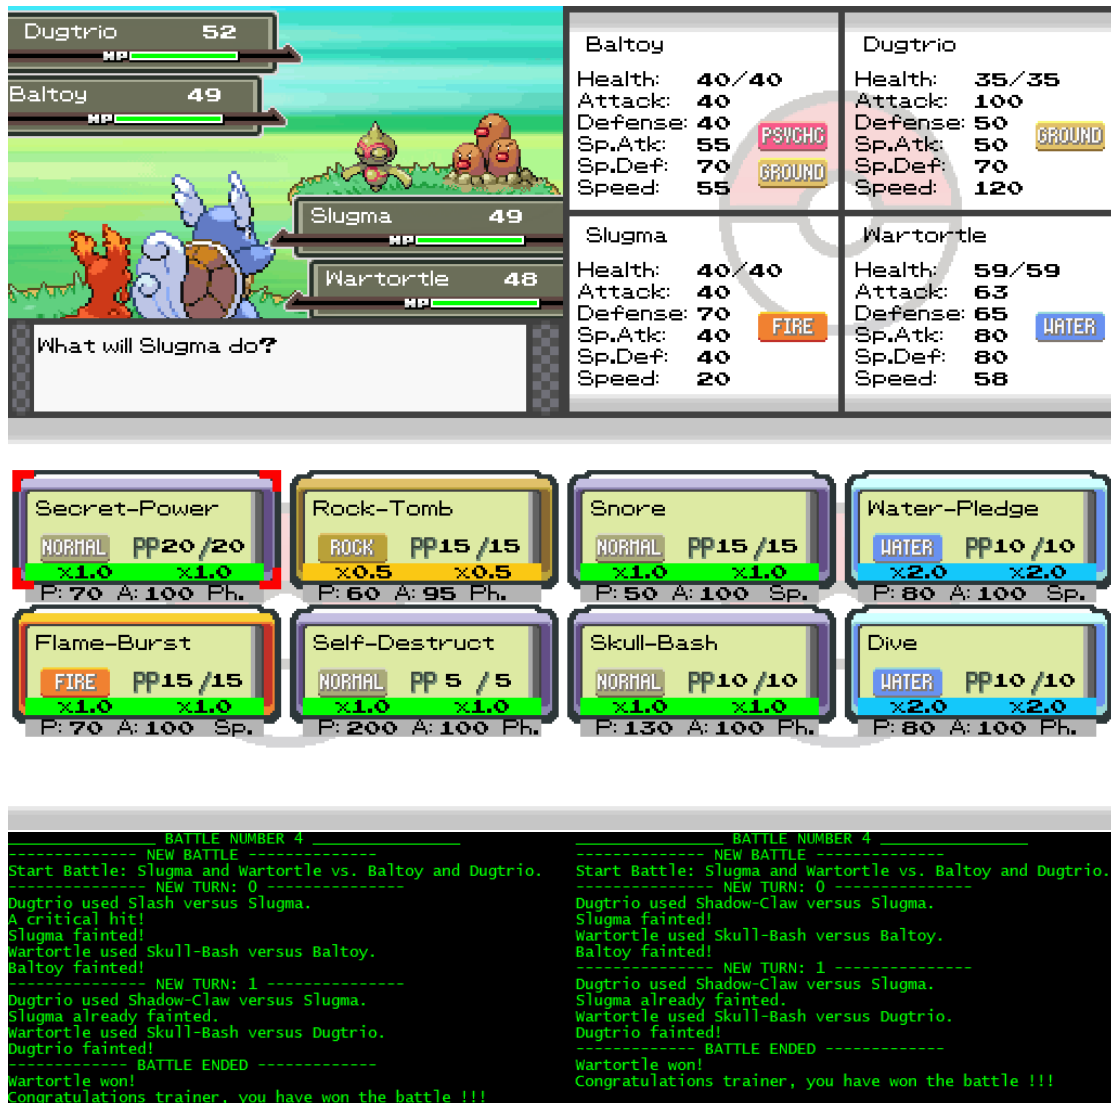 Dugtrio 52
HP
Baltoy 49
HP
Slugma 49
HP
Wartortle 48
HP
What will Slugma do?
Baltoy
Health: 40/40
Attack: 40
Defense: 40
Sp.Atk: 55
Sp.Def: 70
Speed: 55
PSYCHC
GROUND
Dugtrio
Health: 35/35
Attack: 100
Defense: 50
Sp.Atk: 50
Sp.Def: 70
Speed: 120
GROUND
Slugma
Health: 40/40
Attack: 40
Defense: 70
Sp.Atk: 40
Sp.Def: 40
Speed: 20
FIRE
Wartortle
Health: 59/59
Attack: 63
Defense: 65
Sp.Atk: 80
Sp.Def: 80
Speed: 58
WATER
Secret-Power
NORMAL PP20/20
x1.0 x1.0
P: 70 A: 100 Ph.
Rock-Tomb
ROCK PP15/15
x0.5 x0.5
P: 60 A: 95 Ph.
Snore
NORMAL PP15/15
x1.0 x1.0
P: 50 A: 100 Sp.
Water-Pledge
WATER PP10/10
x2.0 x2.0
P: 80 A: 100 Sp.
Flame-Burst
FIRE PP15/15
x1.0 x1.0
P: 70 A: 100 Sp.
Self-Destruct
NORMAL PP 5 / 5
x1.0 x1.0
P: 200 A: 100 Ph.
Skull-Bash
NORMAL PP10/10
x1.0 x1.0
P: 130 A: 100 Ph.
Dive
WATER PP10/10
x2.0 x2.0
P: 80 A: 100 Ph.
________________ BATTLE NUMBER 4 ________________
-------------- NEW BATTLE --------------
Start Battle: Slugma and Wartortle vs. Baltoy and Dugtrio.
--------------- NEW TURN: 0 ---------------
Dugtrio used Slash versus Slugma.
A critical hit!
Slugma fainted!
Wartortle used Skull-Bash versus Baltoy.
Baltoy fainted!
--------------- NEW TURN: 1 ---------------
Dugtrio used Shadow-Claw versus Slugma.
Slugma already fainted.
Wartortle used Skull-Bash versus Dugtrio.
Dugtrio fainted!
------------- BATTLE ENDED -------------
Wartortle won!
Congratulations trainer, you have won the battle !!!
________________ BATTLE NUMBER 4 ________________
-------------- NEW BATTLE --------------
Start Battle: Slugma and Wartortle vs. Baltoy and Dugtrio.
--------------- NEW TURN: 0 ---------------
Dugtrio used Shadow-Claw versus Slugma.
Slugma fainted!
Wartortle used Skull-Bash versus Baltoy.
Baltoy fainted!
--------------- NEW TURN: 1 ---------------
Dugtrio used Shadow-Claw versus Slugma.
Slugma already fainted.
Wartortle used Skull-Bash versus Dugtrio.
Dugtrio fainted!
------------- BATTLE ENDED -------------
Wartortle won!
Congratulations trainer, you have won the battle !!!